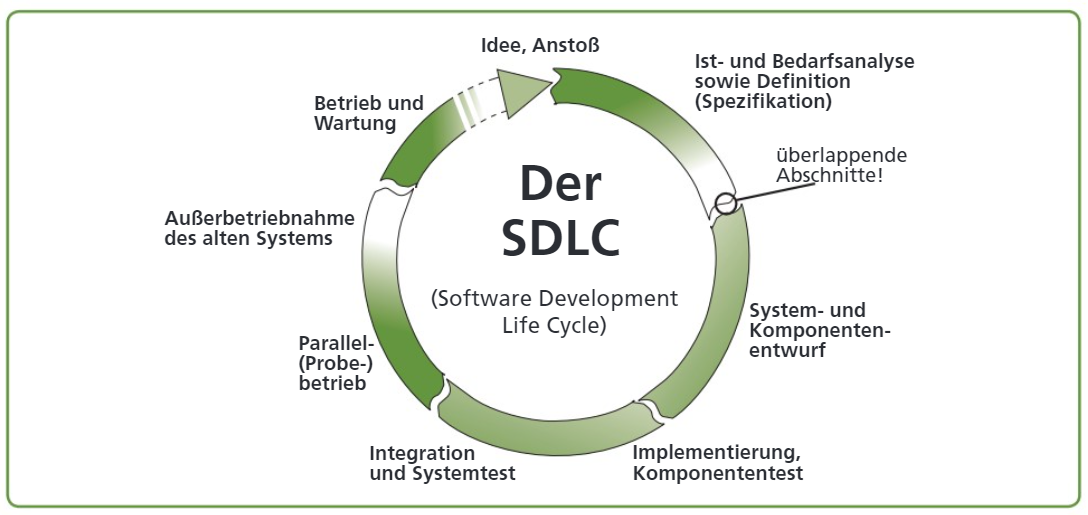 Idee, Anstoß
Ist- und Bedarfsanalyse
sowie Definition
(Spezifikation)
überlappende
Abschnitte!
System- und
Komponenten-
entwurf
Implementierung,
Komponententest
Integration
und Systemtest
Parallel-
(Probe-)
betrieb
Außerbetriebnahme
des alten Systems
Betrieb und
Wartung
Der
SDLC
(Software Development
Life Cycle)